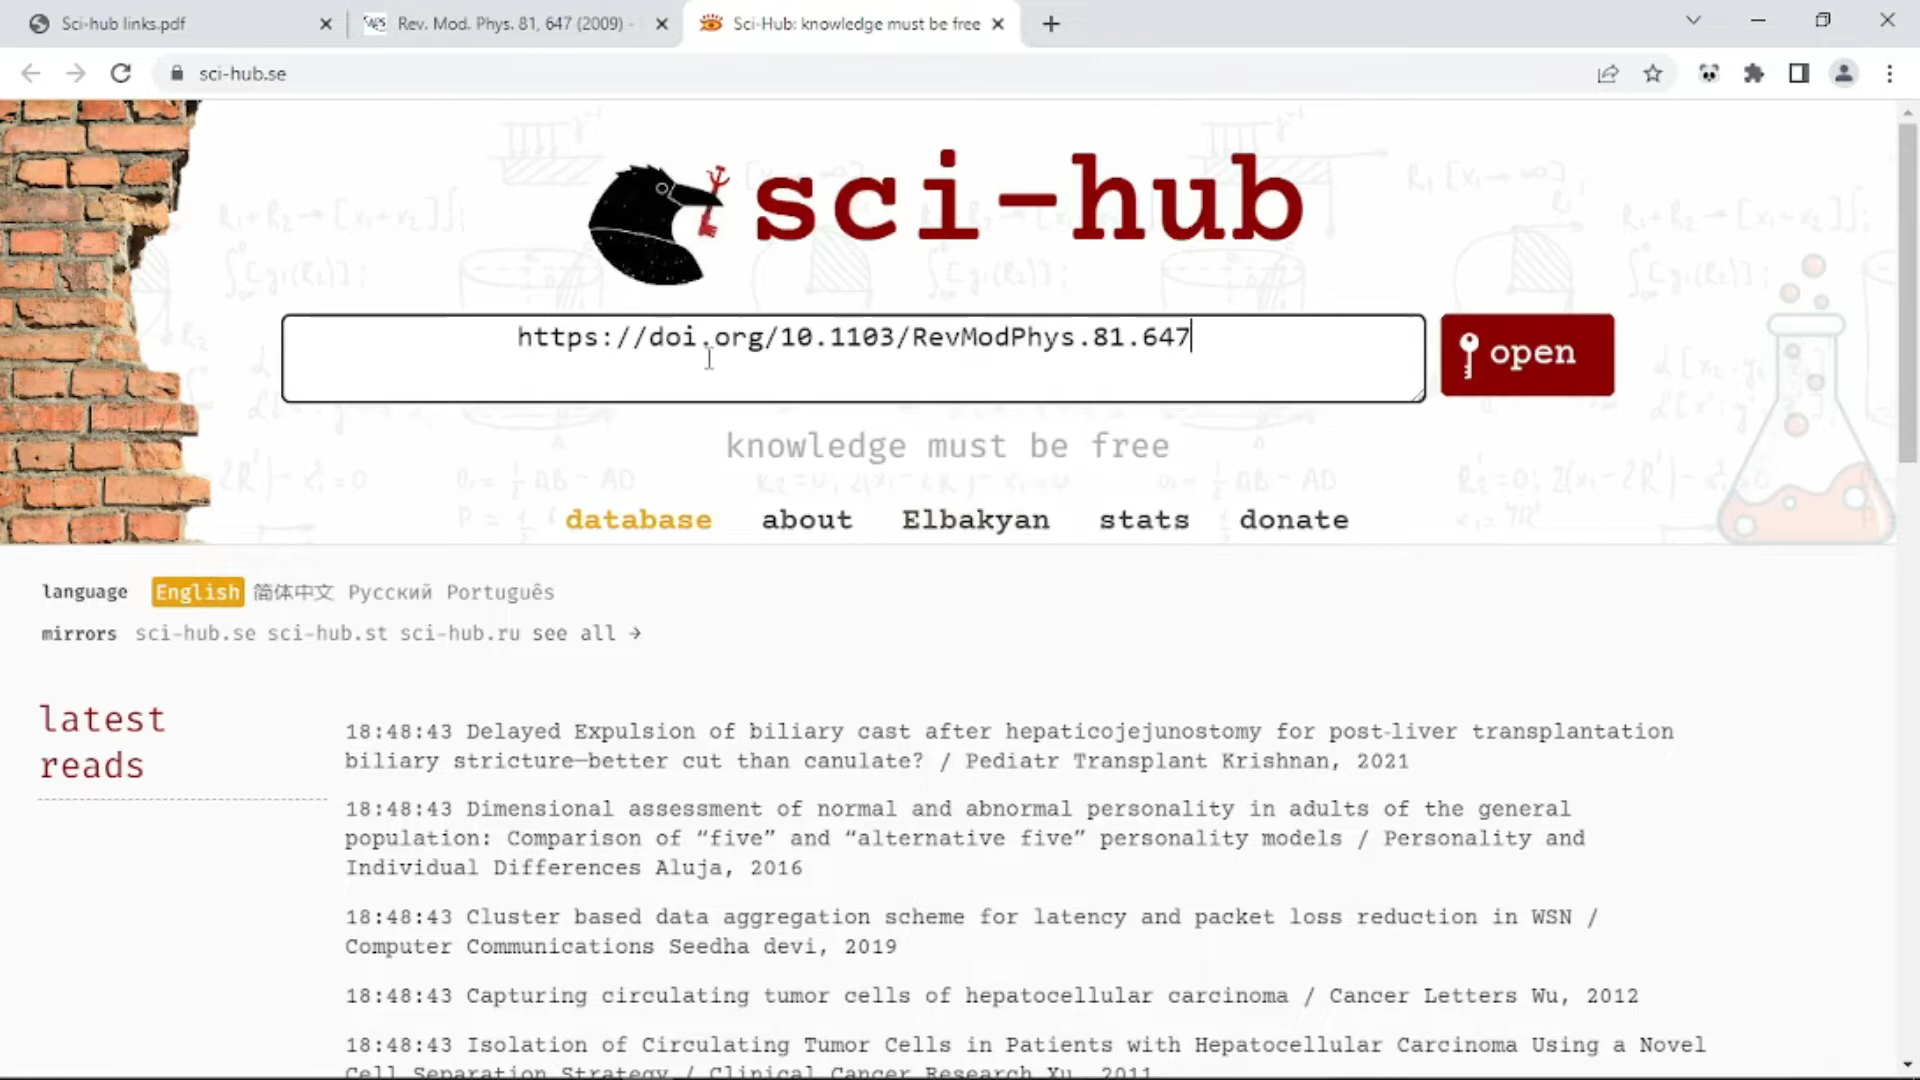 Sci-hub links.pdf
Rev. Mod. Phys. 81, 647 (2009) -
Sci-Hub: knowledge must be free
sci-hub.se
sci-hub
https://doi.org/10.1103/RevModPhys.81.647
open
knowledge must be free
database about Elbakyan stats donate
language English 简体中文 Русский Português
mirrors sci-hub.se sci-hub.st sci-hub.ru see all →
latest
reads
18:48:43 Delayed Expulsion of biliary cast after hepaticojejunostomy for post-liver transplantation
biliary stricture—better cut than canulate? / Pediatr Transplant Krishnan, 2021
18:48:43 Dimensional assessment of normal and abnormal personality in adults of the general
population: Comparison of “five” and “alternative five” personality models / Personality and
Individual Differences Aluja, 2016
18:48:43 Cluster based data aggregation scheme for latency and packet loss reduction in WSN /
Computer Communications Seedha devi, 2019
18:48:43 Capturing circulating tumor cells of hepatocellular carcinoma / Cancer Letters Wu, 2012
18:48:43 Isolation of Circulating Tumor Cells in Patients with Hepatocellular Carcinoma Using a Novel
Cell Separation Strategy / Clinical Cancer Research Xu, 2011